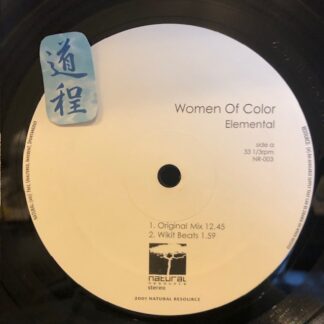 道
程
Women Of Color
Elemental
side a
33 1/3rpm
NR-003
1. Original Mix 12.45
2. Wikit Beats 1.59
natural
resource
stereo
2001 NATURAL RESOURCE